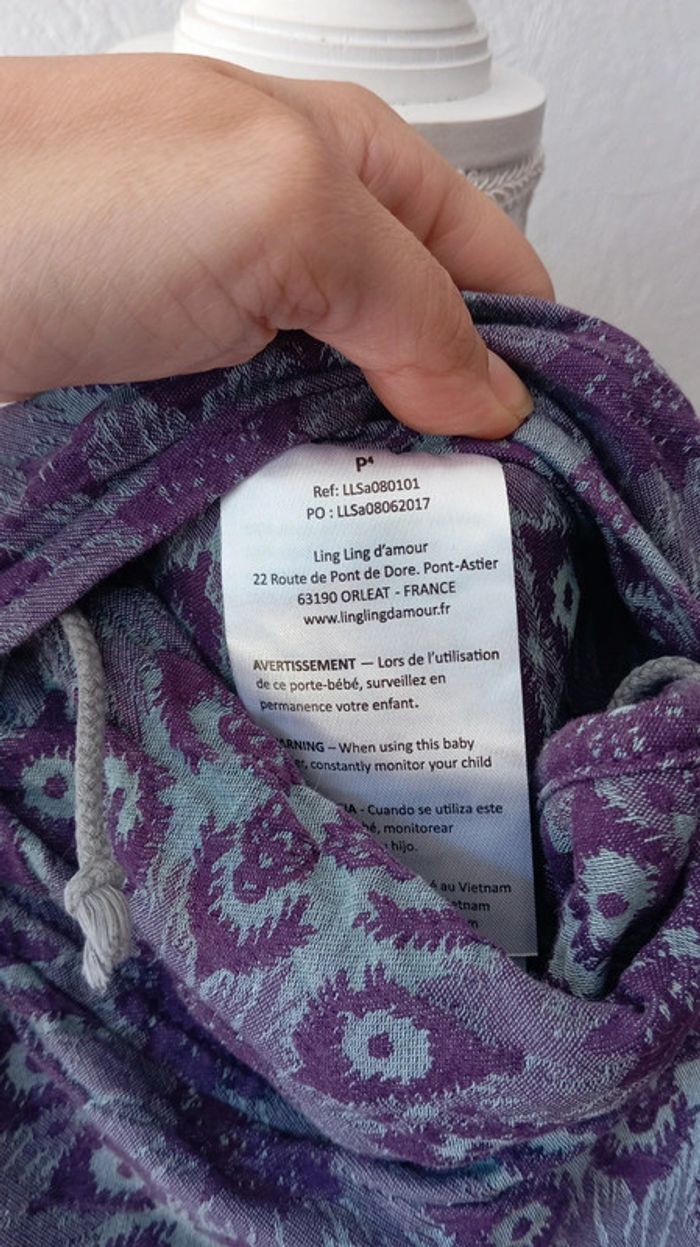 P⁴
Ref: LLSa080101
PO : LLSa08062017
Ling Ling d'amour
22 Route de Pont de Dore. Pont-Astier
63190 ORLEAT - FRANCE
www.linglingdamour.fr
AVERTISSEMENT — Lors de l'utilisation
de ce porte-bébé, surveillez en
permanence votre enfant.
– When using this baby
, constantly monitor your child
- Cuando se utiliza este
, monitorear
hijo.
au Vietnam